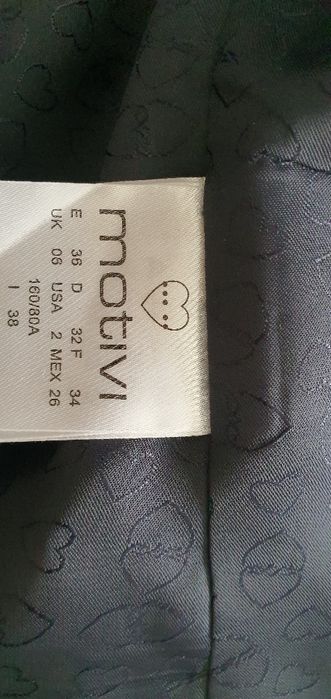 motivi
E 36 D 32 F 34
UK 06 USA 2 MEX 26
160/80A
I 38